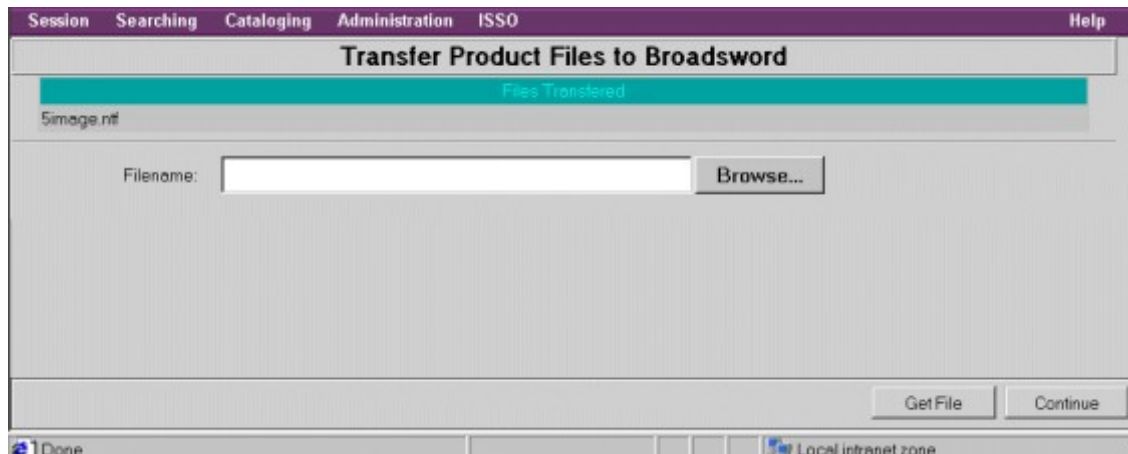 Session Searching Cataloging Administration ISSO Help
Transfer Product Files to Broadsword
Files Transfered
5image.ntf
Filename: Browse...
Get File Continue
Done Local intranet zone